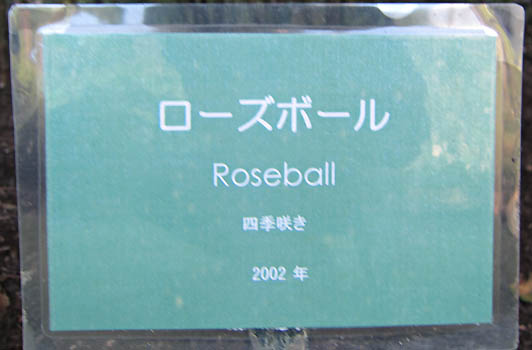 ローズボール
Roseball
四季咲き
2002 年